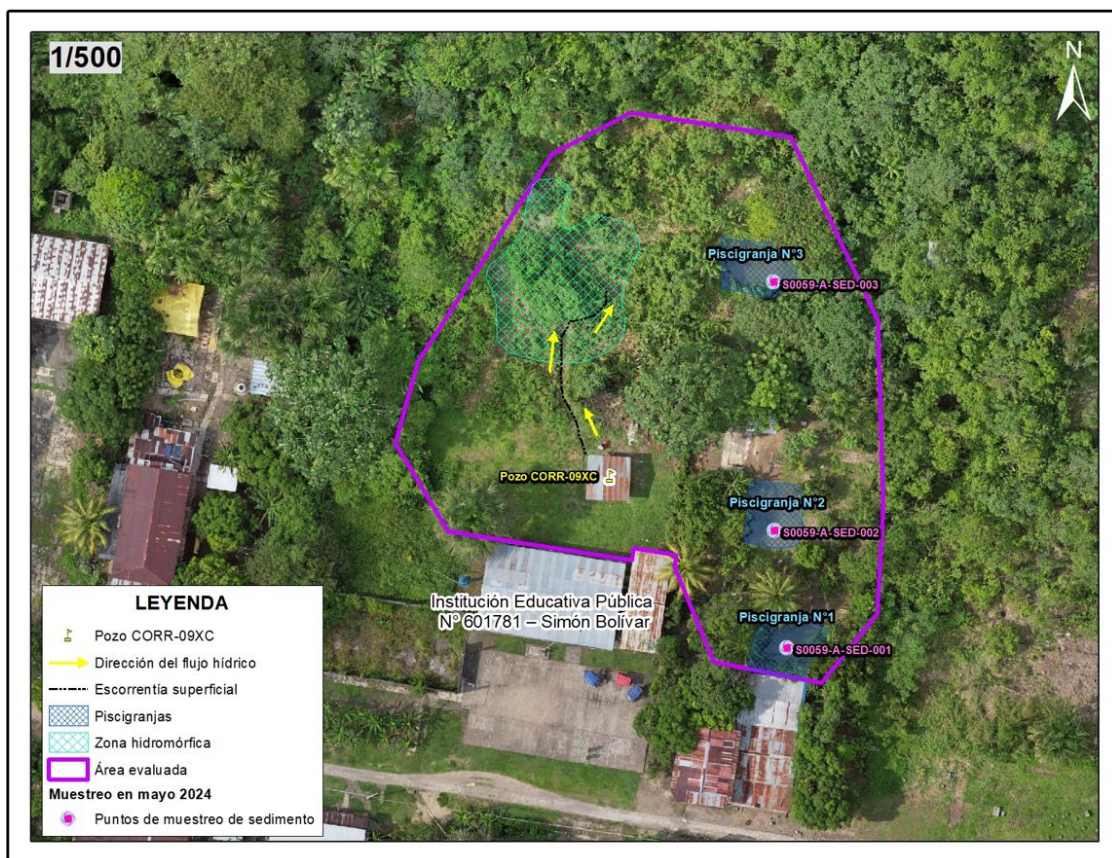 1/500
N
Piscigranja N°3
S0059-A-SED-003
Pozo CORR-09XC
Piscigranja N°2
S0059-A-SED-002
Institución Educativa Pública
N° 601781 – Simón Bolívar
Piscigranja N°1
S0059-A-SED-001
LEYENDA
Pozo CORR-09XC
Dirección del flujo hídrico
Escorrentía superficial
Piscigranjas
Zona hidromórfica
Área evaluada
Muestreo en mayo 2024
Puntos de muestreo de sedimento